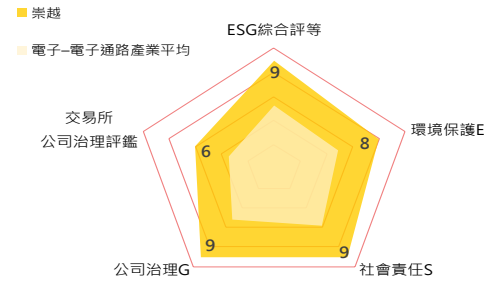 崇越
電子–電子通路產業平均
ESG綜合評等
9
環境保護E
8
交易所
公司治理評鑑
6
9
9
公司治理G
社會責任S